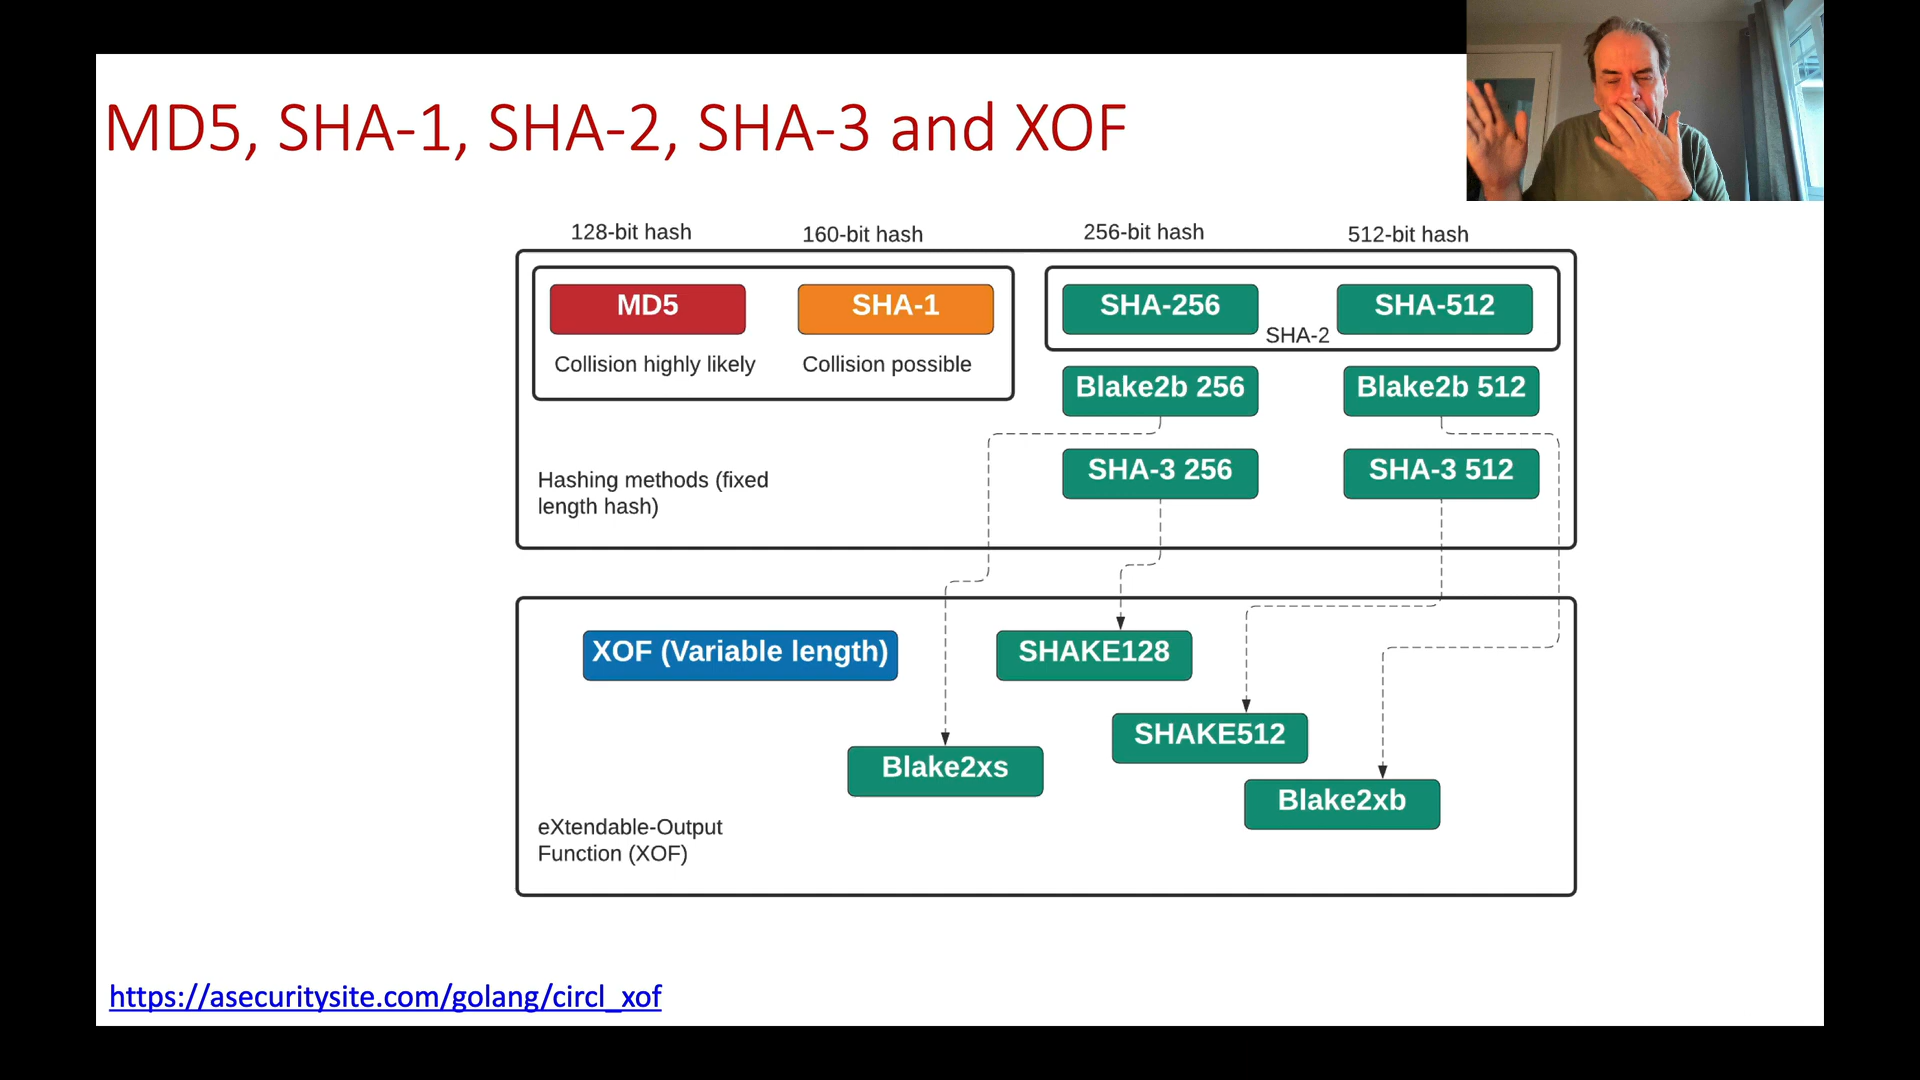 MD5, SHA-1, SHA-2, SHA-3 and XOF
128-bit hash
160-bit hash
256-bit hash
512-bit hash
MD5
SHA-1
SHA-256
SHA-512
SHA-2
Collision highly likely
Collision possible
Blake2b 256
Blake2b 512
SHA-3 256
SHA-3 512
Hashing methods (fixed
length hash)
XOF (Variable length)
SHAKE128
SHAKE512
Blake2xs
Blake2xb
eXtendable-Output
Function (XOF)
https://asecuritysite.com/golang/circl_xof